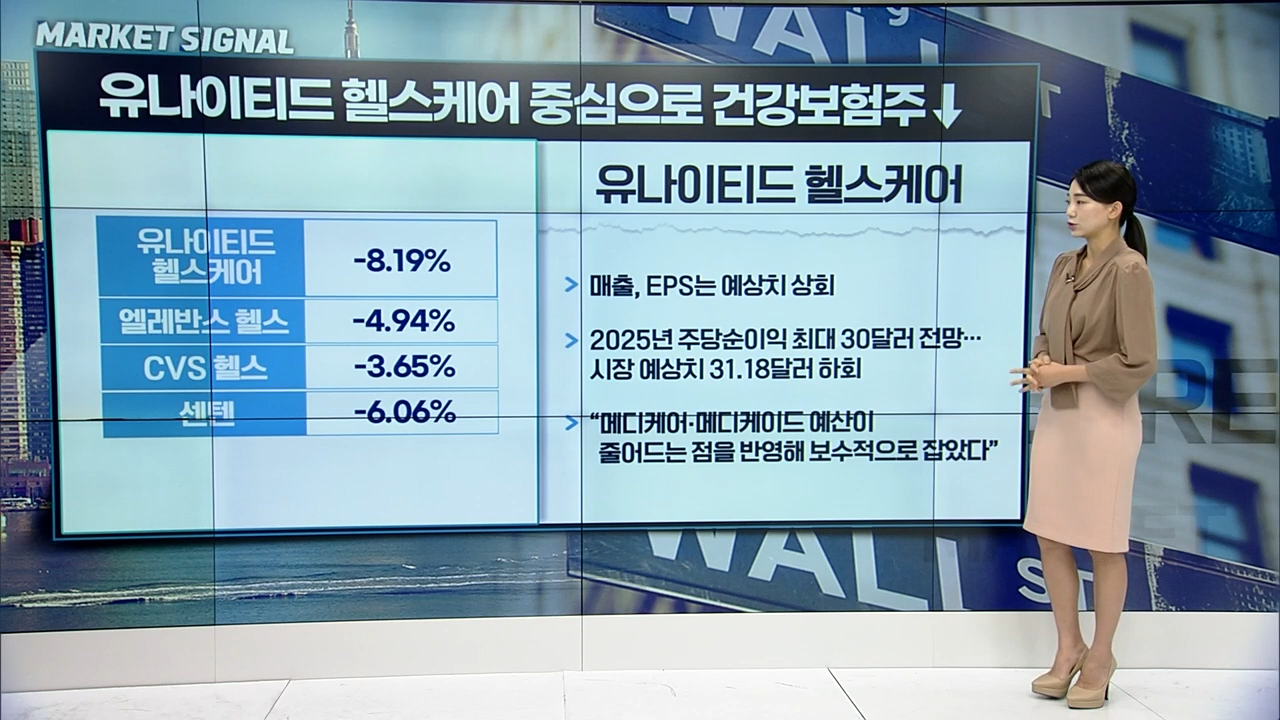 MARKET SIGNAL
유나이티드 헬스케어 중심으로 건강보험주↓
유나이티드
헬스케어
-8.19%
엘레반스 헬스
-4.94%
CVS 헬스
-3.65%
센텐
-6.06%
유나이티드 헬스케어
> 매출, EPS는 예상치 상회
> 2025년 주당순이익 최대 30달러 전망…
시장 예상치 31.18달러 하회
> “메디케어·메디케이드 예산이
줄어드는 점을 반영해 보수적으로 잡았다”
WALL
WALL
ST